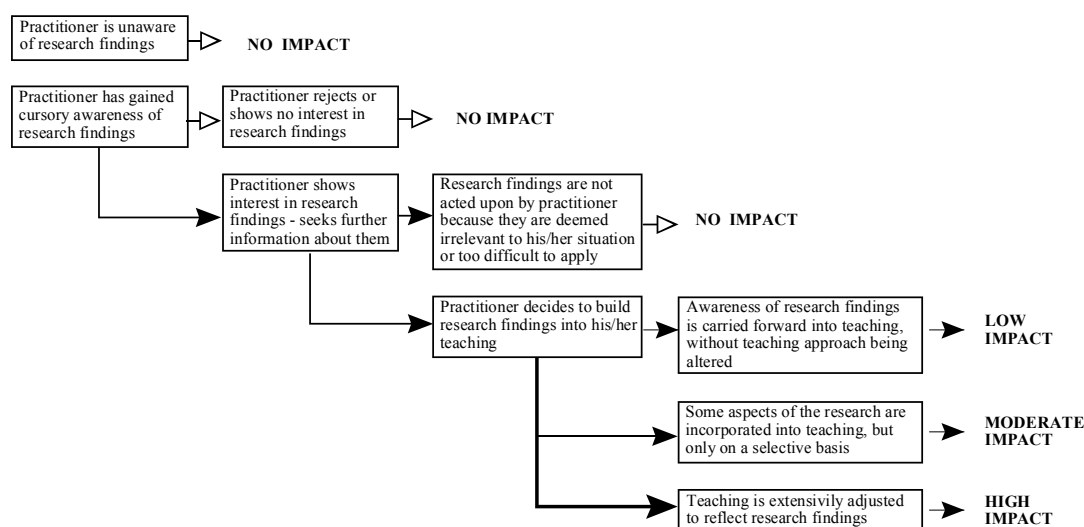 Practitioner is unaware
of research findings
NO IMPACT
Practitioner has gained
cursory awareness of
research findings
Practitioner rejects or
shows no interest in
research findings
NO IMPACT
Practitioner shows
interest in research
findings - seeks further
information about them
Research findings are not
acted upon by practitioner
because they are deemed
irrelevant to his/her situation
or too difficult to apply
NO IMPACT
Practitioner decides to build
research findings into his/her
teaching
Awareness of research findings
is carried forward into teaching,
without teaching approach being
altered
LOW
IMPACT
Some aspects of the research are
incorporated into teaching, but
only on a selective basis
MODERATE
IMPACT
Teaching is extensivily adjusted
to reflect research findings
HIGH
IMPACT